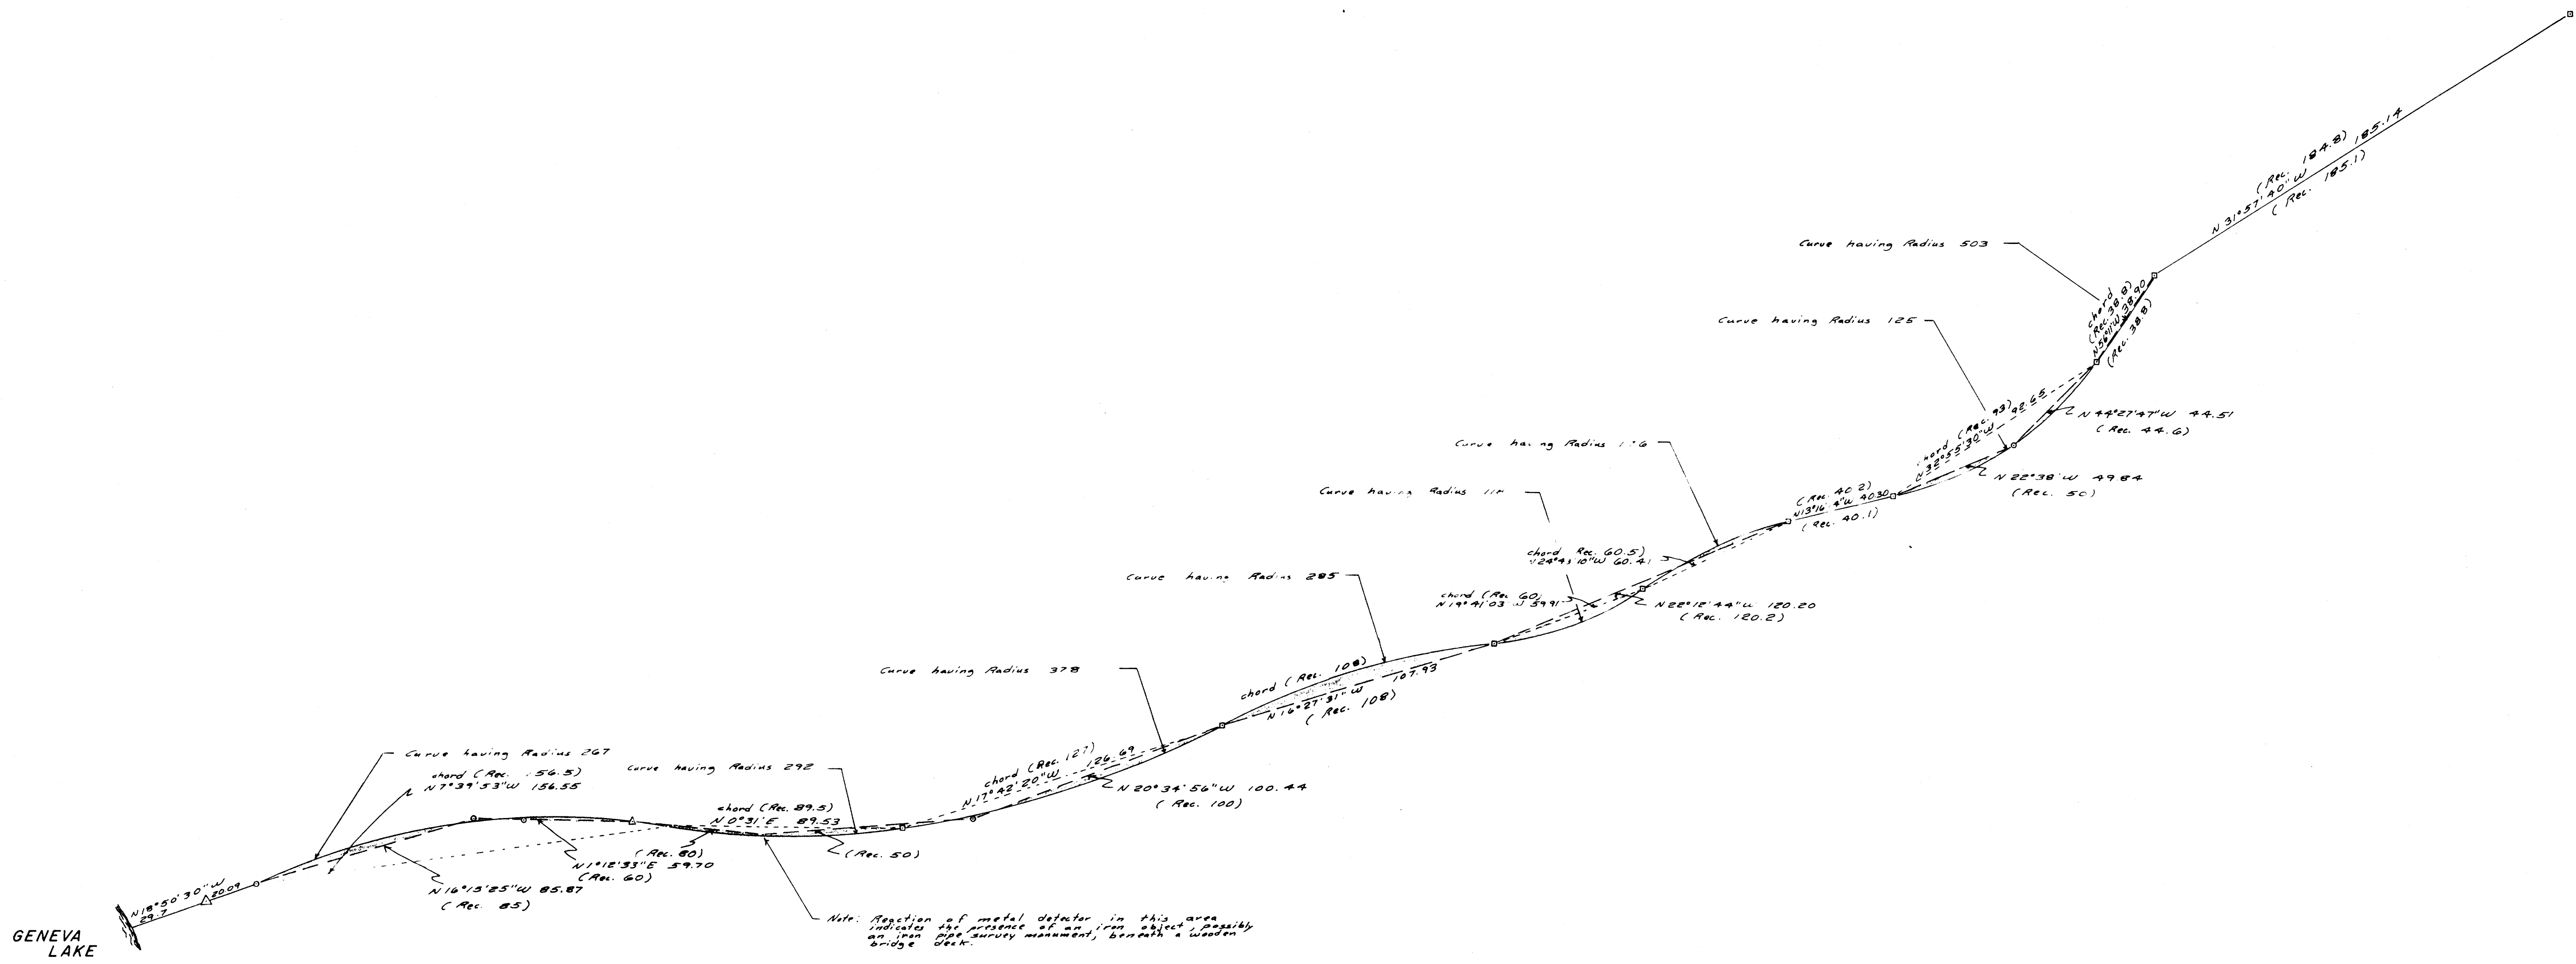 (Rec. 184.8)
N 31°57'40" W 185.14
(Rec. 185.1)
Curve having Radius 503
chord
(Rec. 38.8)
N56°11'W 38.90
(Rec. 38.8)
Curve having Radius 125
chord (Rec. 93)
N 32°55'30"W 92.65
N 44°27'47"W 44.51
(Rec. 44.6)
N 22°38'W 49.84
(Rec. 50)
Curve having Radius
(Rec. 40.2)
40.30
(Rec. 40.1)
Curve having Radius
chord Rec. 60.5)
60.41
chord (Rec 60)
N 19°41'03 W 59.91
N 22°12'44"W 120.20
(Rec. 120.2)
Curve having Radius 285
chord (Rec. 108)
N 16°27'31"W 107.93
(Rec. 108)
Curve having Radius 378
chord (Rec. 127)
N 17°42'20"W 126.69
N 20°34'56"W 100.44
(Rec. 100)
Curve having Radius 267
chord (Rec. 56.5)
N 7°39'53"W 156.55
Curve having Radius 292
chord (Rec. 89.5)
N 0°31'E 89.53
(Rec. 50)
(Rec. 80)
N 1°12'33"E 59.70
(Rec. 60)
N 16°15'25"W 85.87
(Rec. 85)
N18°50'30"W
29.7 20.09
Note: Reaction of metal detector in this area
indicates the presence of an iron object, possibly
an iron pipe survey monument, beneath a wooden
bridge deck.
GENEVA
LAKE